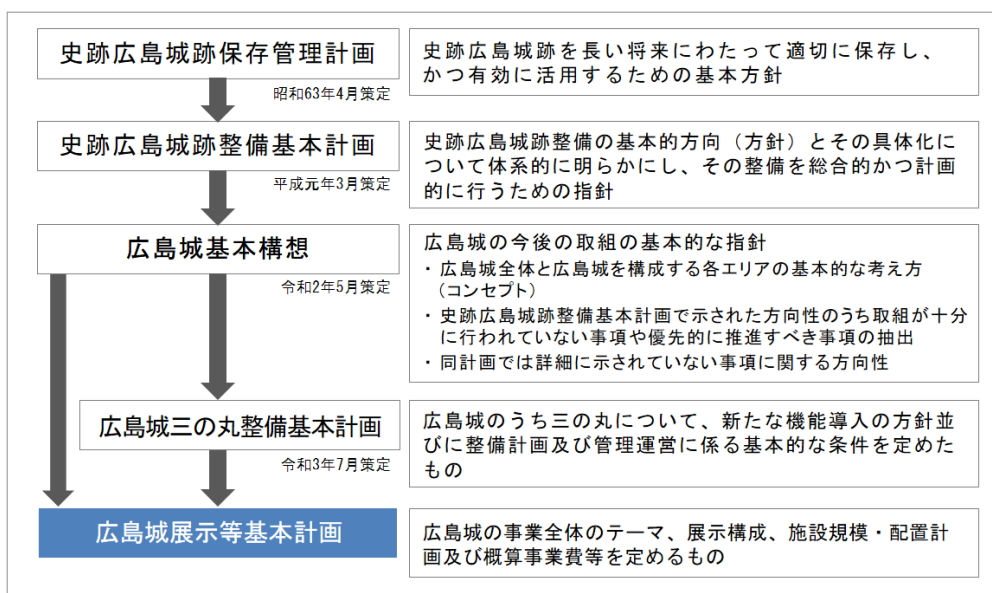 史跡広島城跡保存管理計画
昭和63年4月策定
史跡広島城跡を長い将来にわたって適切に保存し、
かつ有効に活用するための基本方針
史跡広島城跡整備基本計画
平成元年3月策定
史跡広島城跡整備の基本的方向（方針）とその具体化に
ついて体系的に明らかにし、その整備を総合的かつ計画
的に行うための指針
広島城基本構想
令和2年5月策定
広島城の今後の取組の基本的な指針
・広島城全体と広島城を構成する各エリアの基本的な考え方
（コンセプト）
・史跡広島城跡整備基本計画で示された方向性のうち取組が十分
に行われていない事項や優先的に推進すべき事項の抽出
・同計画では詳細に示されていない事項に関する方向性
広島城三の丸整備基本計画
令和3年7月策定
広島城のうち三の丸について、新たな機能導入の方針並
びに整備計画及び管理運営に係る基本的な条件を定めた
もの
広島城展示等基本計画
広島城の事業全体のテーマ、展示構成、施設規模・配置計
画及び概算事業費等を定めるもの